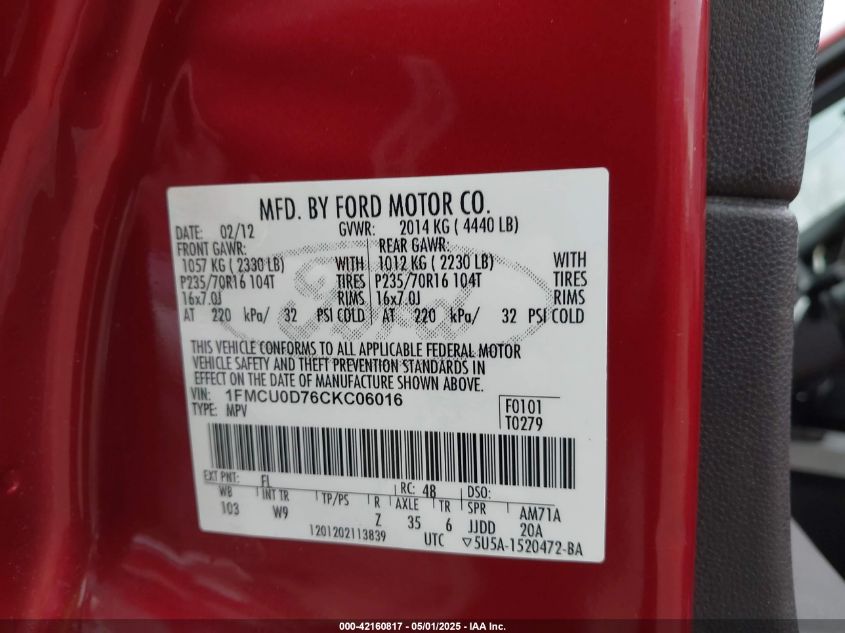 MFD. BY FORD MOTOR CO.
DATE: 02/12 GVWR: 2014 KG ( 4440 LB)
FRONT GAWR: REAR GAWR:
1057 KG ( 2330 LB) WITH 1012 KG ( 2230 LB) WITH
P235/70R16 104T TIRES P235/70R16 104T TIRES
16x7.0J RIMS 16x7.0J RIMS
AT 220 kPa/ 32 PSI COLD AT 220 kPa/ 32 PSI COLD
Ford
THIS VEHICLE CONFORMS TO ALL APPLICABLE FEDERAL MOTOR
VEHICLE SAFETY AND THEFT PREVENTION STANDARDS IN
EFFECT ON THE DATE OF MANUFACTURE SHOWN ABOVE.
VIN: 1FMCU0D76CKC06016 F0101
TYPE: MPV T0279
EXT PNT: FL RC: 48 DSO:
WB INT TR TP/PS R AXLE TR SPR AM71A
103 W9 Z 35 6 JJDD 20A
1201202113839 UTC ▽5U5A-1520472-BA
000-42160817 - 05/01/2025 - IAA Inc.